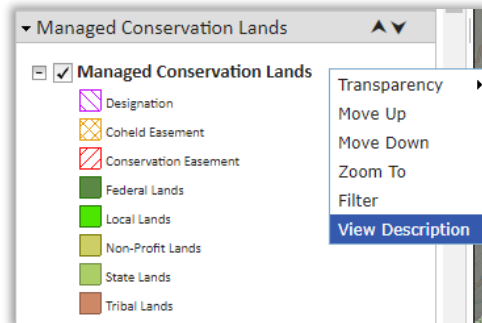 Managed Conservation Lands
Managed Conservation Lands
Designation
Coheld Easement
Conservation Easement
Federal Lands
Local Lands
Non-Profit Lands
State Lands
Tribal Lands
Transparency
Move Up
Move Down
Zoom To
Filter
View Description